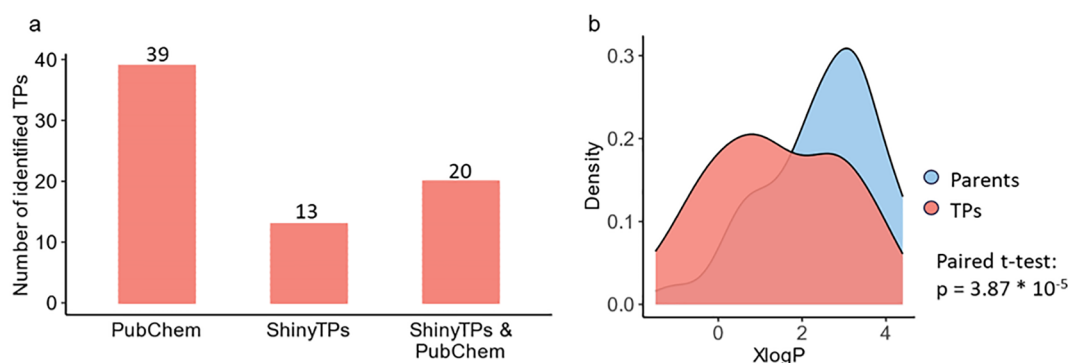 a
Number of identified TPs
40
30
20
10
0
39
13
20
PubChem
ShinyTPs
ShinyTPs &
PubChem
b
Density
0.3
0.2
0.1
0.0
0
2
4
XlogP
Parents
TPs
Paired t-test:
p = 3.87 * 10⁻⁵